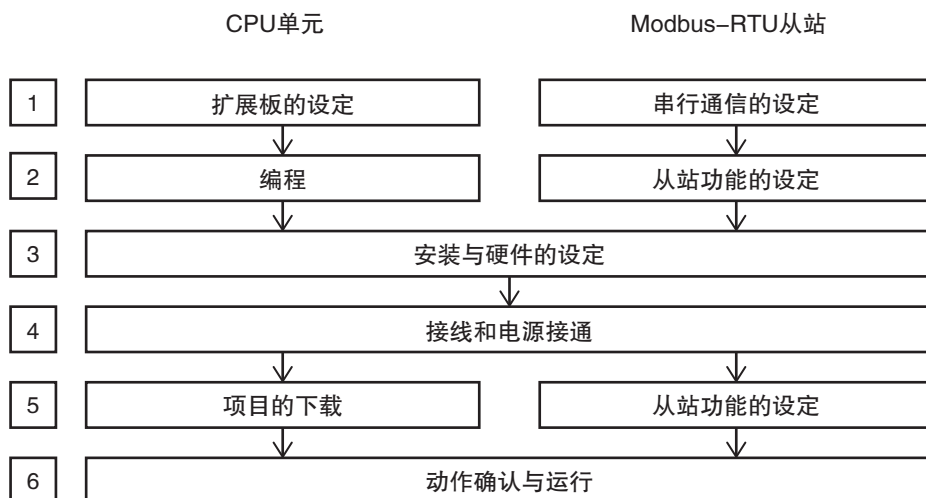 CPU单元
Modbus–RTU从站
1
扩展板的设定
串行通信的设定
2
编程
从站功能的设定
3
安装与硬件的设定
4
接线和电源接通
5
项目的下载
从站功能的设定
6
动作确认与运行